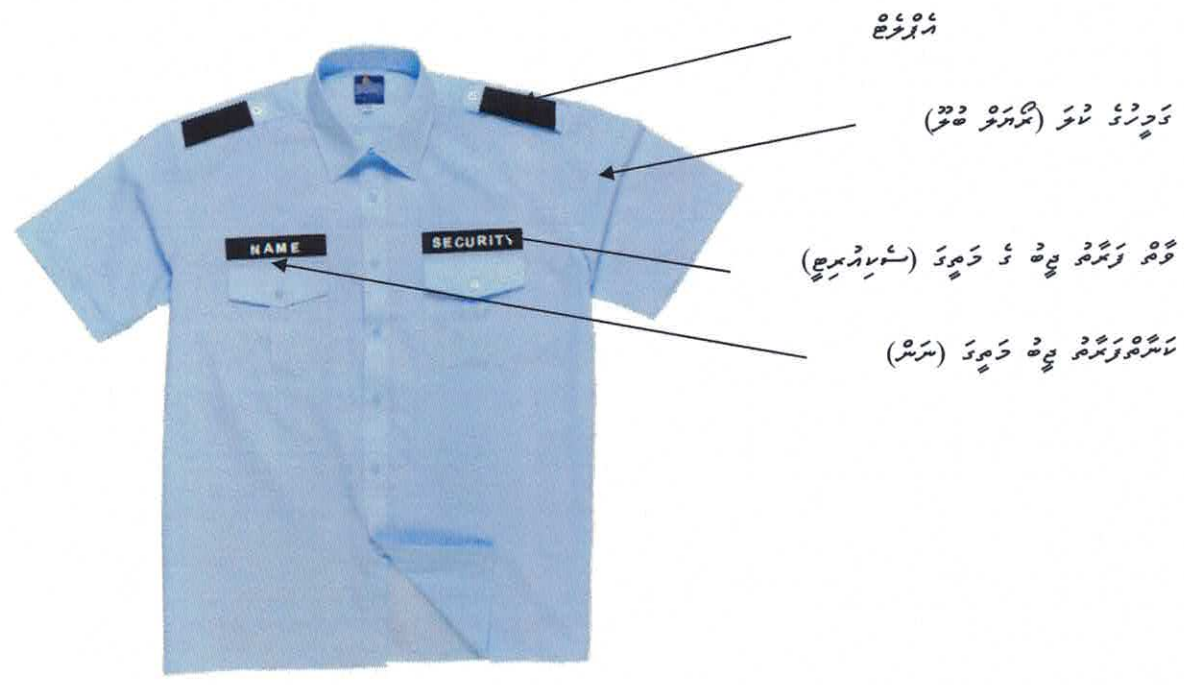 އެޕްލެޓް
ގަމީހުގެ ކުލަ (ރޯޔަލް ބުލޫ)
NAME
SECURITY
ވާތް ފަރާތު ޖީބު ގެ މަތީގަ (ސެކިއުރިޓީ)
ކަނާތްފަރާތު ޖީބު މަތީގަ (ނަން)